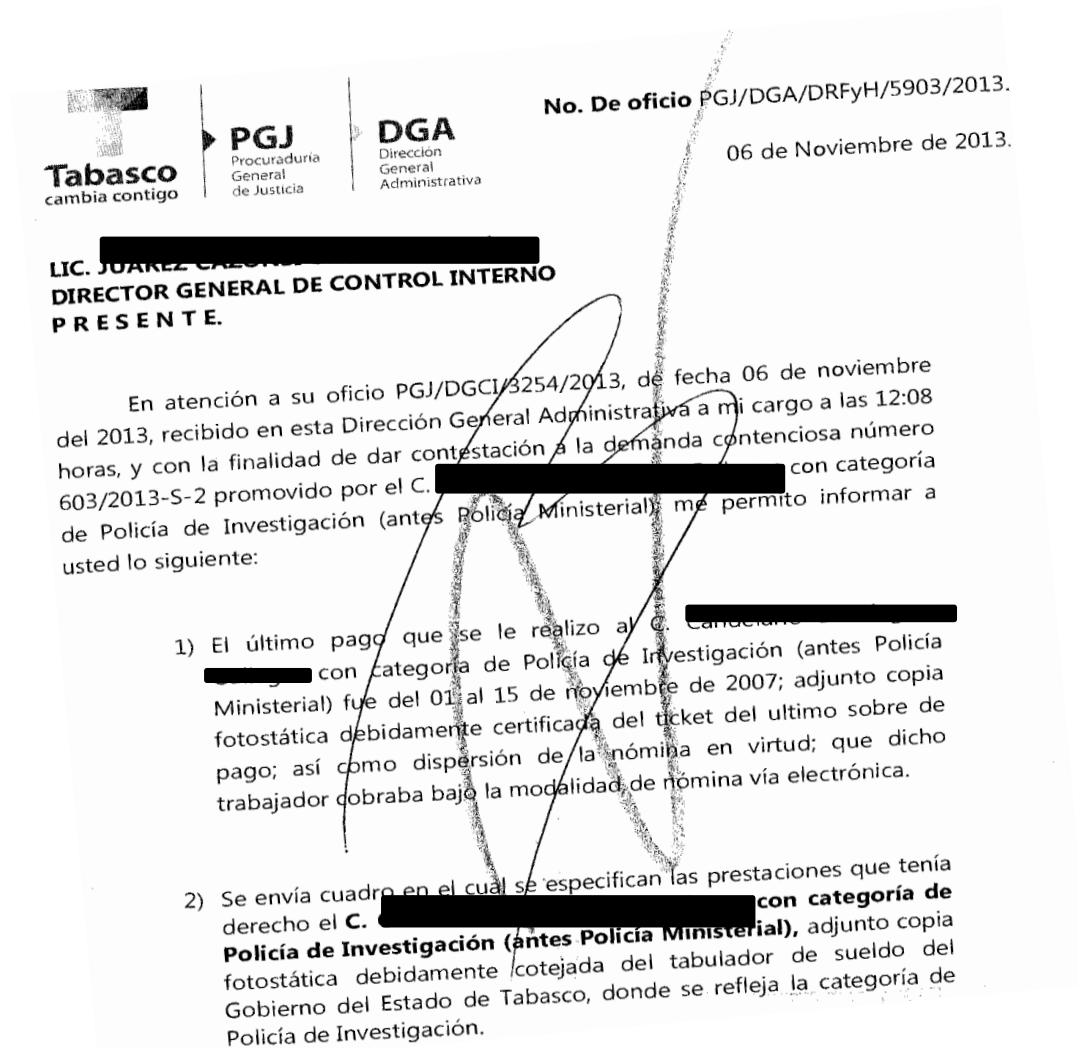 Tabasco
cambia contigo
PGJ
Procuraduría
General
de Justicia
DGA
Dirección
General
Administrativa
No. De oficio PGJ/DGA/DRFyH/5903/2013.
06 de Noviembre de 2013.
LIC.
DIRECTOR GENERAL DE CONTROL INTERNO
P R E S E N T E.
En atención a su oficio PGJ/DGCI/3254/2013, de fecha 06 de noviembre
del 2013, recibido en esta Dirección General Administrativa a mi cargo a las 12:08
horas, y con la finalidad de dar contestación a la demanda contenciosa número
603/2013-S-2 promovido por el C. con categoría
de Policía de Investigación (antes Policía Ministerial), me permito informar a
usted lo siguiente:
1) El último pago que se le realizo al C.
con categoría de Policía de Investigación (antes Policía
Ministerial) fue del 01 al 15 de noviembre de 2007; adjunto copia
fotostática debidamente certificada del ticket del ultimo sobre de
pago; así como dispersión de la nómina en virtud; que dicho
trabajador cobraba bajo la modalidad de nómina vía electrónica.
2) Se envía cuadro en el cual se especifican las prestaciones que tenía
derecho el C. con categoría de
Policía de Investigación (antes Policía Ministerial), adjunto copia
fotostática debidamente cotejada del tabulador de sueldo del
Gobierno del Estado de Tabasco, donde se refleja la categoría de
Policía de Investigación.